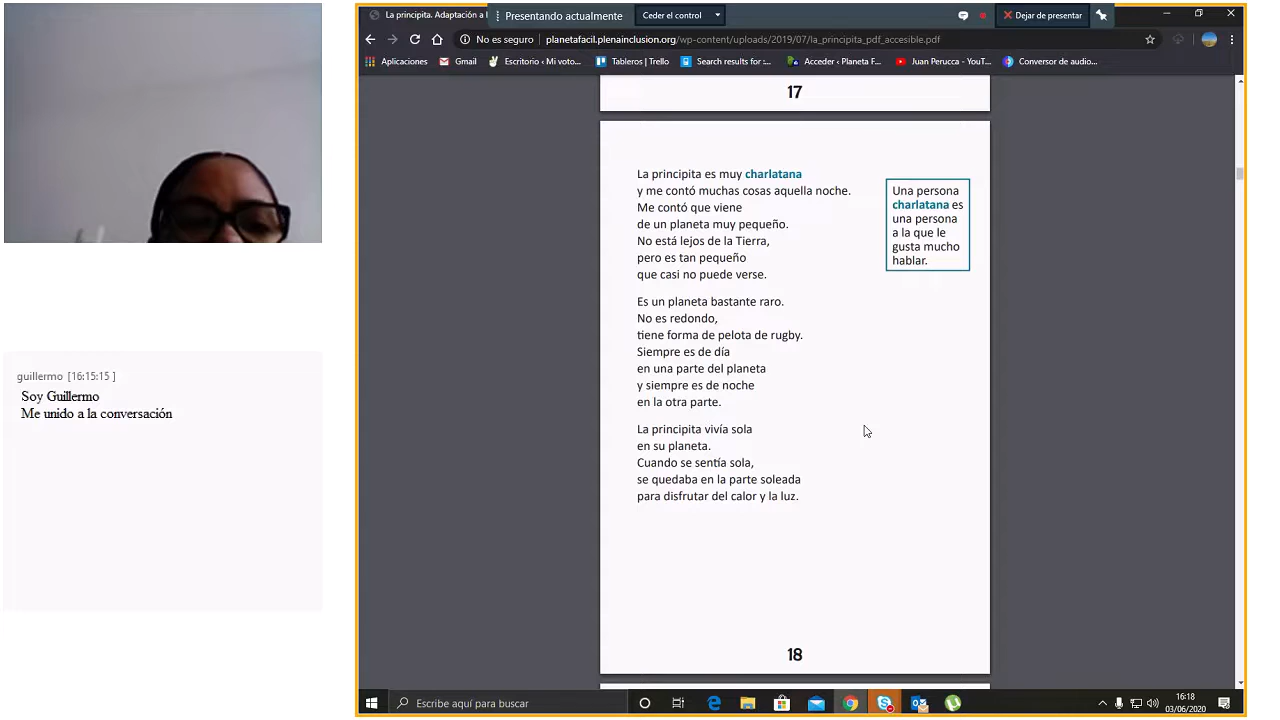 La principita. Adaptación a l
Presentando actualmente
Ceder el control
Dejar de presentar
No es seguro
planetafacil.plenainclusion.org/wp-content/uploads/2019/07/la_principita_pdf_accesible.pdf
Aplicaciones
Gmail
Escritorio ‹ Mi voto...
Tableros | Trello
Search results for :...
Acceder ‹ Planeta F...
Juan Perucca - YouT...
Conversor de audio...
17
La principita es muy charlatana
y me contó muchas cosas aquella noche.
Me contó que viene
de un planeta muy pequeño.
No está lejos de la Tierra,
pero es tan pequeño
que casi no puede verse.
Una persona
charlatana es
una persona
a la que le
gusta mucho
hablar.
Es un planeta bastante raro.
No es redondo,
tiene forma de pelota de rugby.
Siempre es de día
en una parte del planeta
y siempre es de noche
en la otra parte.
La principita vivía sola
en su planeta.
Cuando se sentía sola,
se quedaba en la parte soleada
para disfrutar del calor y la luz.
18
guillermo [16:15:15 ]
Soy Guillermo
Me unido a la conversación
Escribe aquí para buscar
16:18
03/06/2020